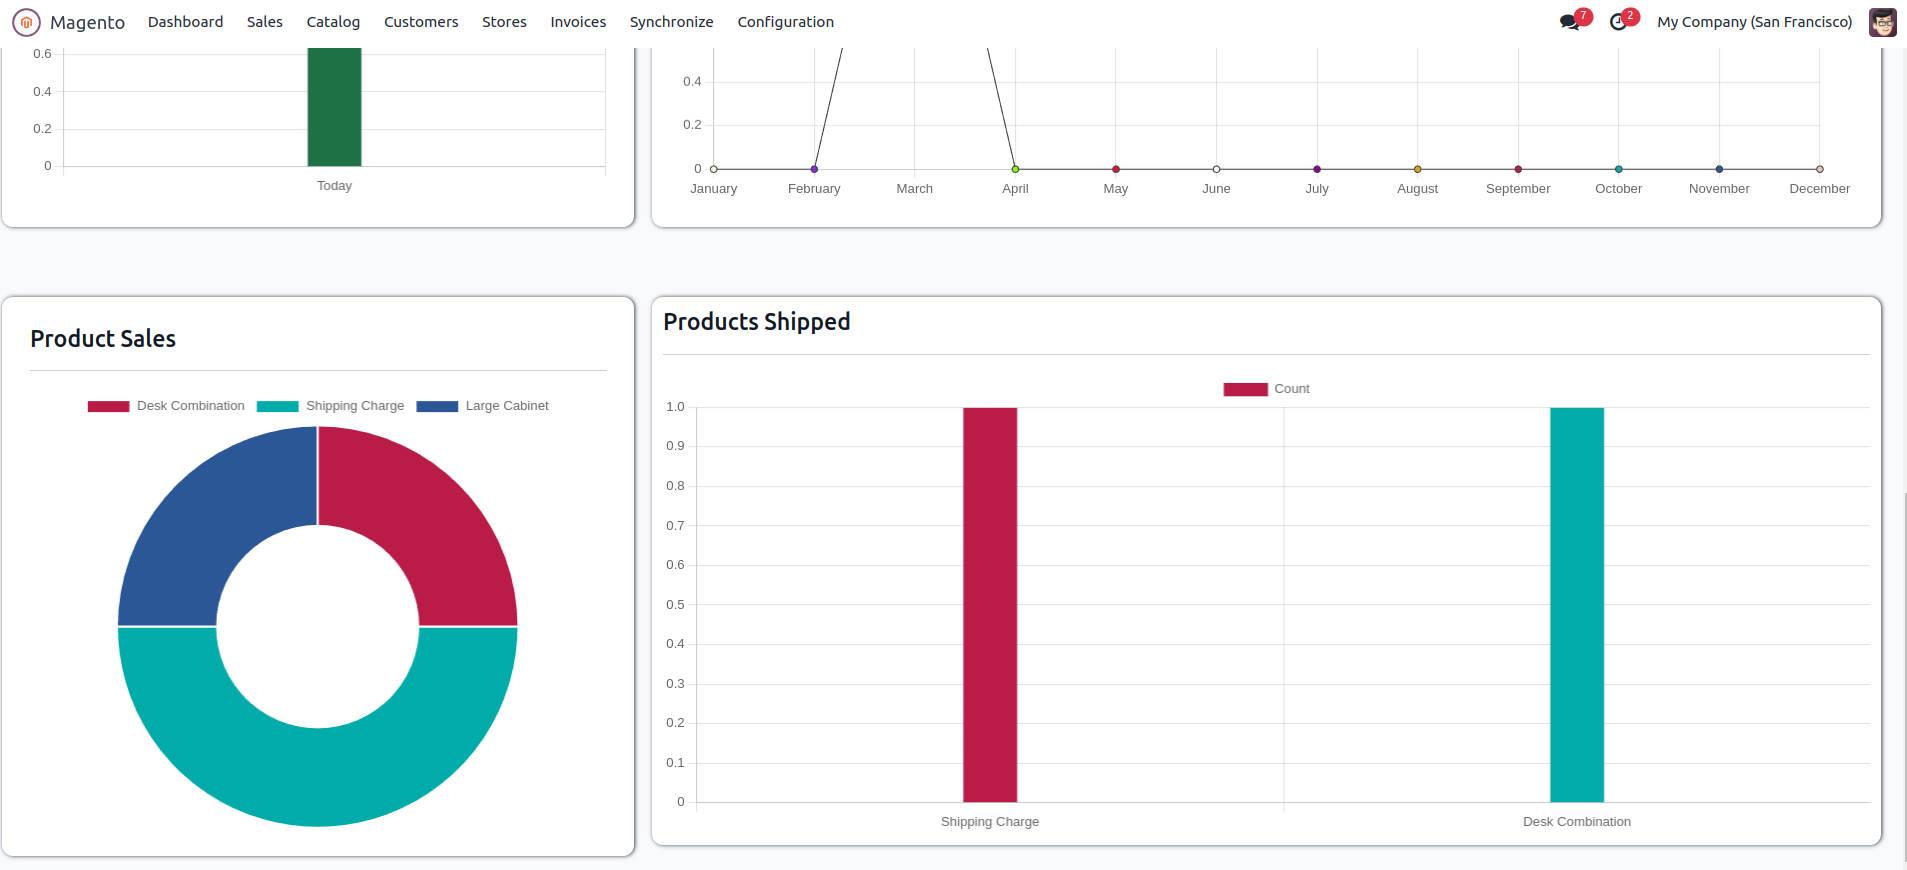 Magento Dashboard Sales Catalog Customers Stores Invoices Synchronize Configuration 7 2 My Company (San Francisco)
0.6
0.4
0.2
0
Today
0.4
0.2
0
January February March April May June July August September October November December
Product Sales
Desk Combination Shipping Charge Large Cabinet
Products Shipped
Count
1.0
0.9
0.8
0.7
0.6
0.5
0.4
0.3
0.2
0.1
0
Shipping Charge Desk Combination